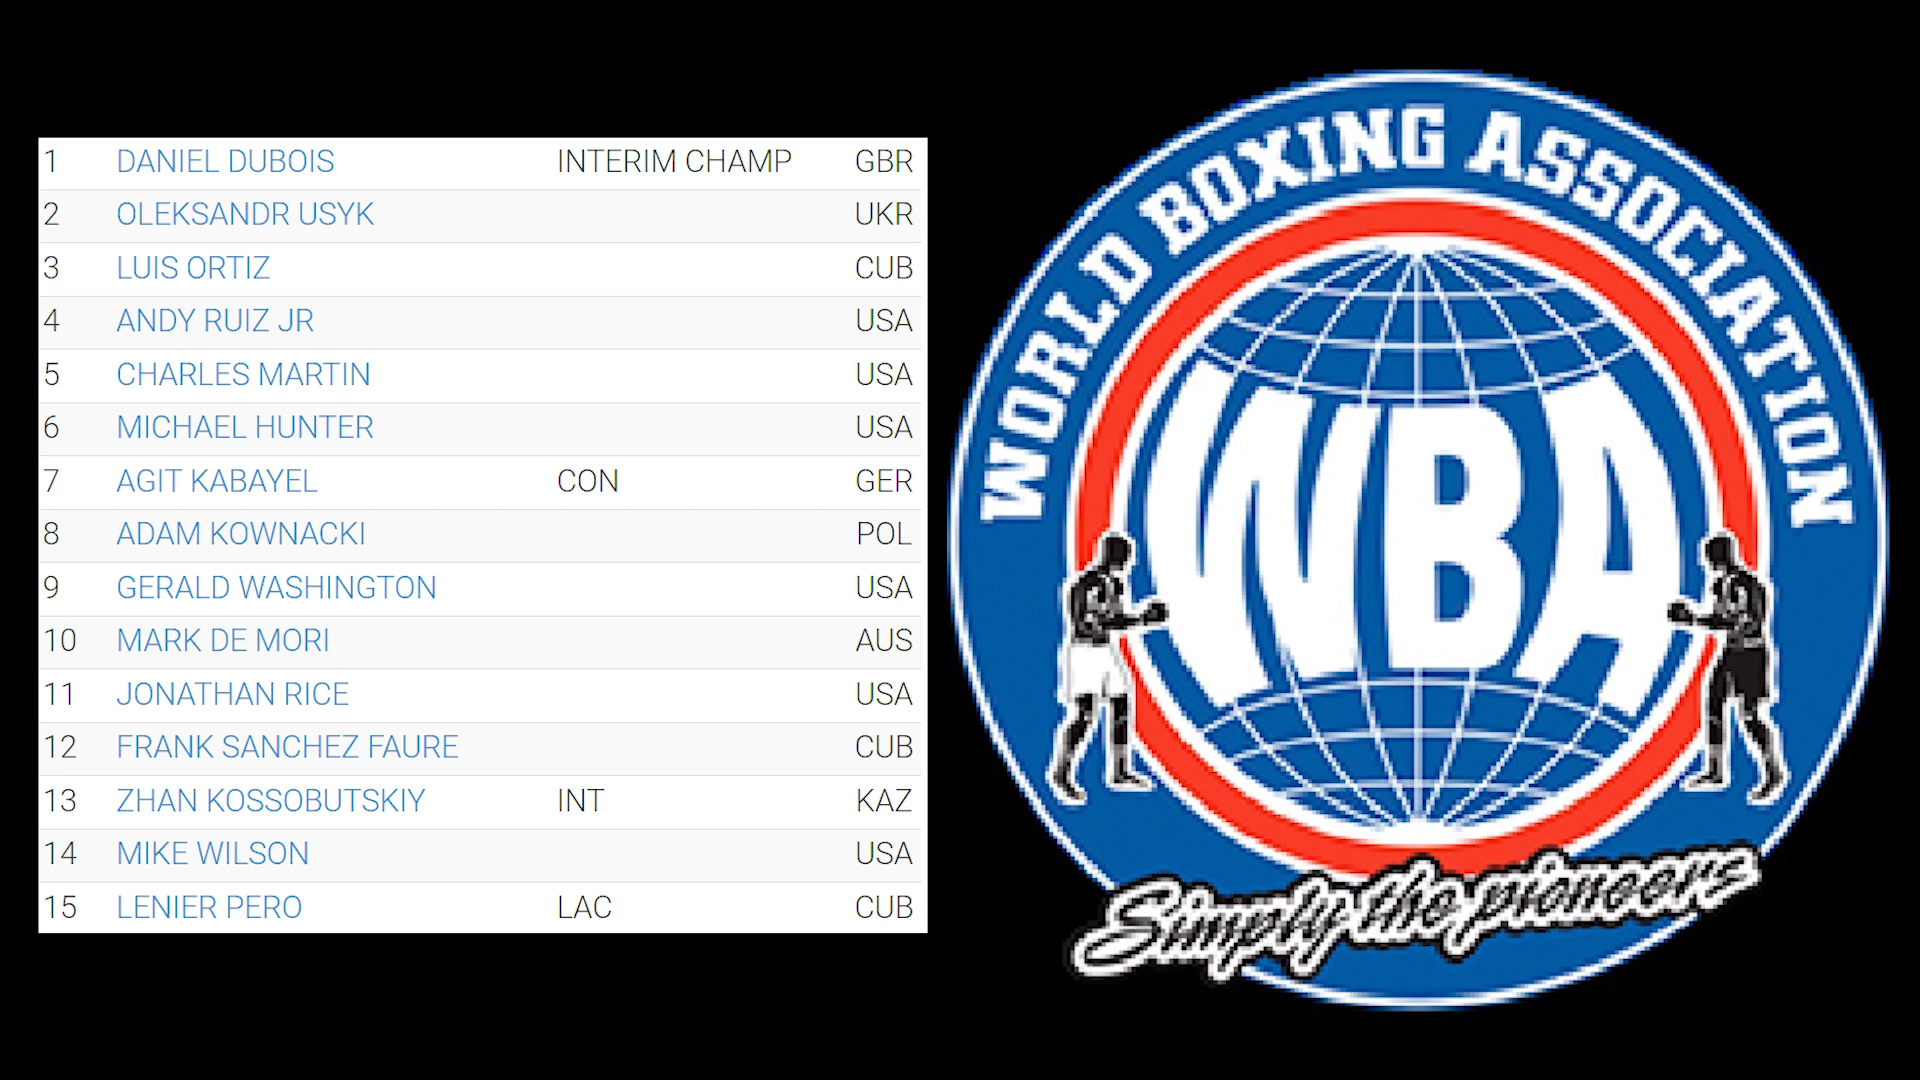 1 DANIEL DUBOIS INTERIM CHAMP GBR
2 OLEKSANDR USYK UKR
3 LUIS ORTIZ CUB
4 ANDY RUIZ JR USA
5 CHARLES MARTIN USA
6 MICHAEL HUNTER USA
7 AGIT KABAYEL CON GER
8 ADAM KOWNACKI POL
9 GERALD WASHINGTON USA
10 MARK DE MORI AUS
11 JONATHAN RICE USA
12 FRANK SANCHEZ FAURE CUB
13 ZHAN KOSSOBUTSKIY INT KAZ
14 MIKE WILSON USA
15 LENIER PERO LAC CUB
WORLD BOXING ASSOCIATION
WBA
Simply the pioneers